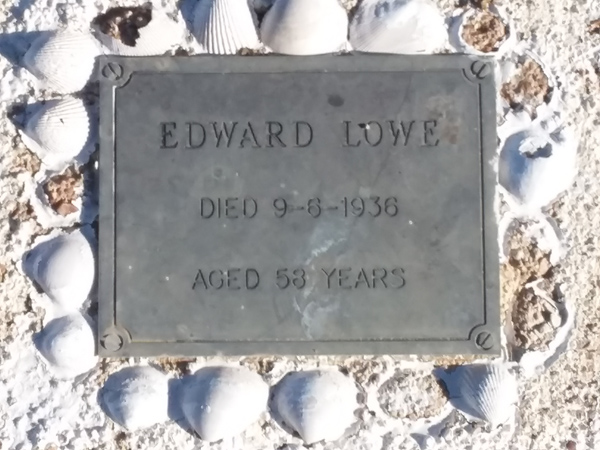 EDWARD LOWE
DIED 9-6-1936
AGED 58 YEARS